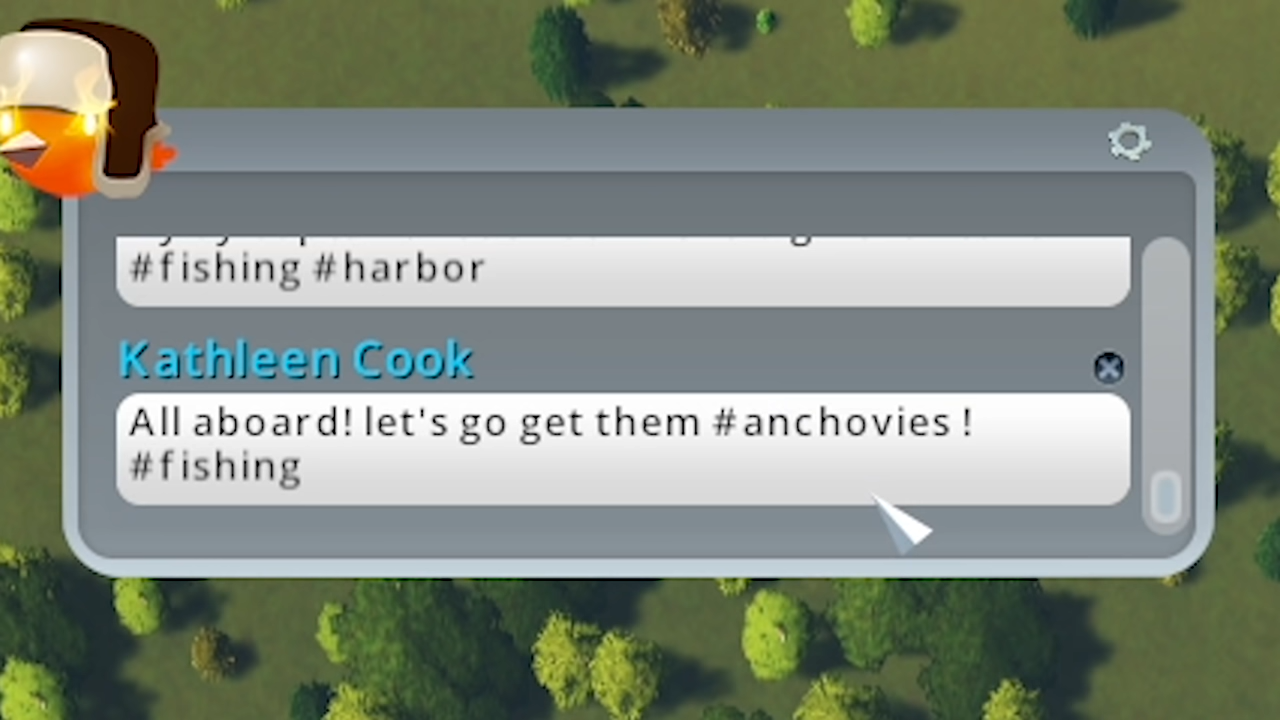 #fishing #harbor
Kathleen Cook
All aboard! let's go get them #anchovies !
#fishing